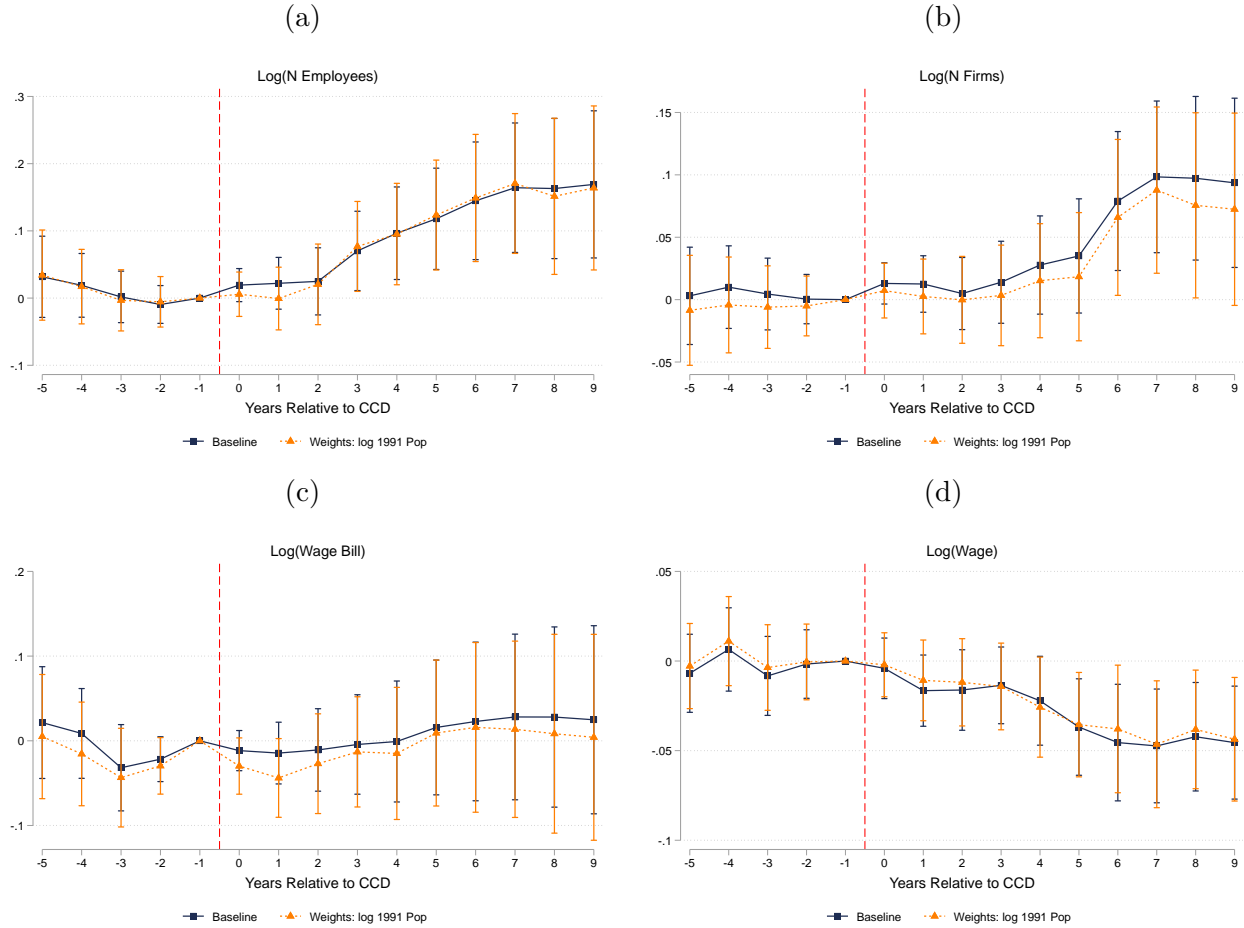 (a)
Log(N Employees)
.3
.2
.1
0
-.1
-5 -4 -3 -2 -1 0 1 2 3 4 5 6 7 8 9
Years Relative to CCD
Baseline Weights: log 1991 Pop
(b)
Log(N Firms)
.15
.1
.05
0
-.05
-5 -4 -3 -2 -1 0 1 2 3 4 5 6 7 8 9
Years Relative to CCD
Baseline Weights: log 1991 Pop
(c)
Log(Wage Bill)
.2
.1
0
-.1
-5 -4 -3 -2 -1 0 1 2 3 4 5 6 7 8 9
Years Relative to CCD
Baseline Weights: log 1991 Pop
(d)
Log(Wage)
.05
0
-.05
-.1
-5 -4 -3 -2 -1 0 1 2 3 4 5 6 7 8 9
Years Relative to CCD
Baseline Weights: log 1991 Pop